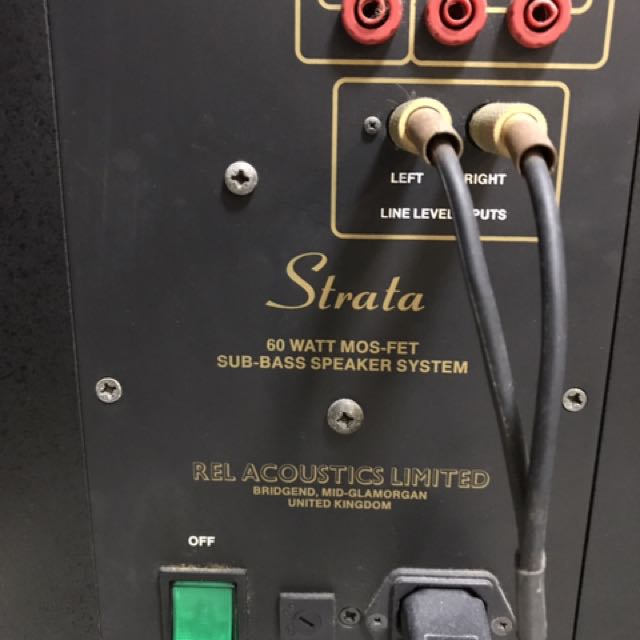 LEFT RIGHT
LINE LEVEL
Strata
60 WATT MOS-FET
SUB-BASS SPEAKER SYSTEM
REL ACOUSTICS LIMITED
BRIDGEND, MID-GLAMORGAN
UNITED KINGDOM
OFF